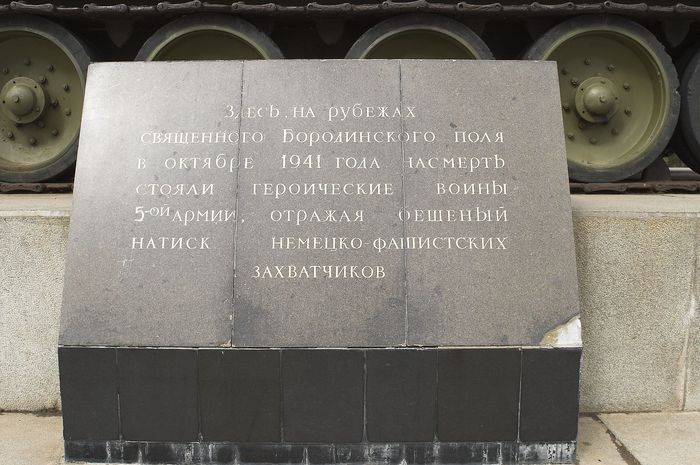 Здесь, на рубежах
священного Бородинского поля
в октябре 1941 года насмерть
стояли героические воины
5-ой армии, отражая бешеный
натиск немецко-фашистских
захватчиков